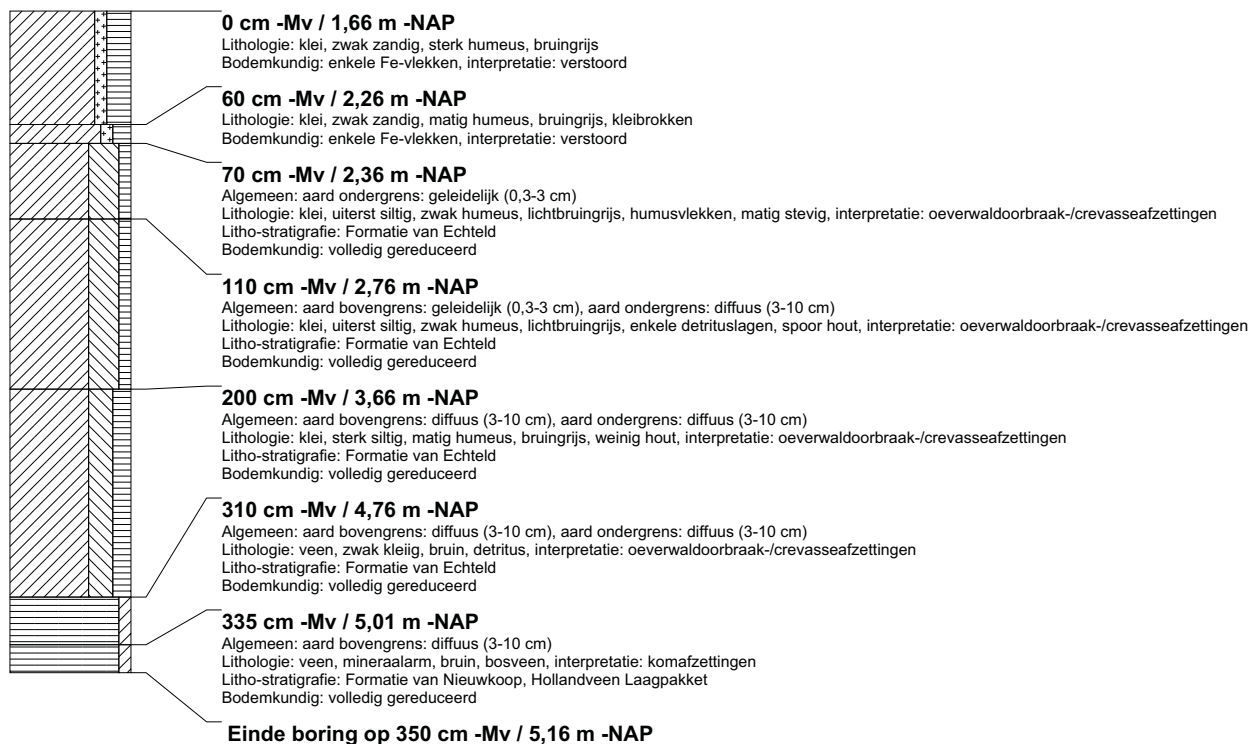 0 cm -Mv / 1,66 m -NAP
Lithologie: klei, zwak zandig, sterk humeus, bruingrijs
Bodemkundig: enkele Fe-vlekken, interpretatie: verstoord
60 cm -Mv / 2,26 m -NAP
Lithologie: klei, zwak zandig, matig humeus, bruingrijs, kleibrokken
Bodemkundig: enkele Fe-vlekken, interpretatie: verstoord
70 cm -Mv / 2,36 m -NAP
Algemeen: aard ondergrens: geleidelijk (0,3-3 cm)
Lithologie: klei, uiterst siltig, zwak humeus, lichtbruingrijs, humusvlekken, matig stevig, interpretatie: oeverwaldoorbraak-/crevasseafzettingen
Litho-stratigrafie: Formatie van Echteld
Bodemkundig: volledig gereduceerd
110 cm -Mv / 2,76 m -NAP
Algemeen: aard bovengrens: geleidelijk (0,3-3 cm), aard ondergrens: diffuus (3-10 cm)
Lithologie: klei, uiterst siltig, zwak humeus, lichtbruingrijs, enkele detrituslagen, spoor hout, interpretatie: oeverwaldoorbraak-/crevasseafzettingen
Litho-stratigrafie: Formatie van Echteld
Bodemkundig: volledig gereduceerd
200 cm -Mv / 3,66 m -NAP
Algemeen: aard bovengrens: diffuus (3-10 cm), aard ondergrens: diffuus (3-10 cm)
Lithologie: klei, sterk siltig, matig humeus, bruingrijs, weinig hout, interpretatie: oeverwaldoorbraak-/crevasseafzettingen
Litho-stratigrafie: Formatie van Echteld
Bodemkundig: volledig gereduceerd
310 cm -Mv / 4,76 m -NAP
Algemeen: aard bovengrens: diffuus (3-10 cm), aard ondergrens: diffuus (3-10 cm)
Lithologie: veen, zwak kleiig, bruin, detritus, interpretatie: oeverwaldoorbraak-/crevasseafzettingen
Litho-stratigrafie: Formatie van Echteld
Bodemkundig: volledig gereduceerd
335 cm -Mv / 5,01 m -NAP
Algemeen: aard bovengrens: diffuus (3-10 cm)
Lithologie: veen, mineraalarm, bruin, bosveen, interpretatie: komafzettingen
Litho-stratigrafie: Formatie van Nieuwkoop, Hollandveen Laagpakket
Bodemkundig: volledig gereduceerd
Einde boring op 350 cm -Mv / 5,16 m -NAP